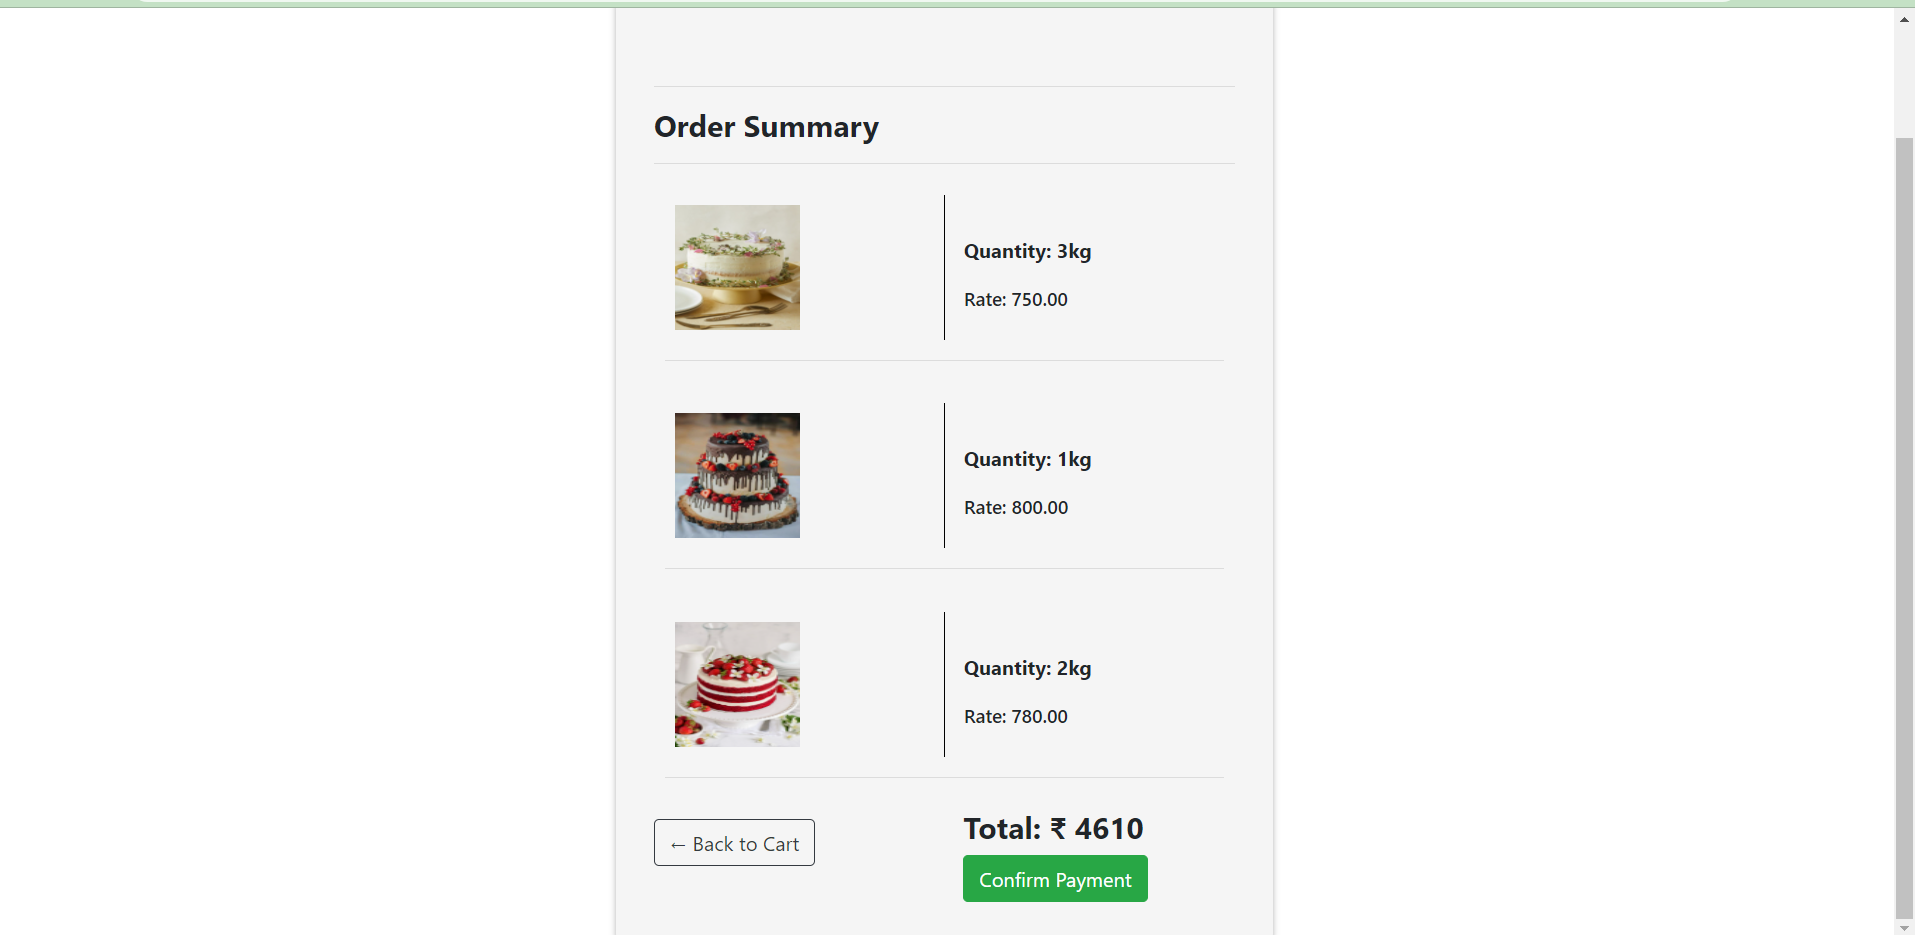 Order Summary
Quantity: 3kg
Rate: 750.00
Quantity: 1kg
Rate: 800.00
Quantity: 2kg
Rate: 780.00
Total: ₹ 4610
← Back to Cart
Confirm Payment